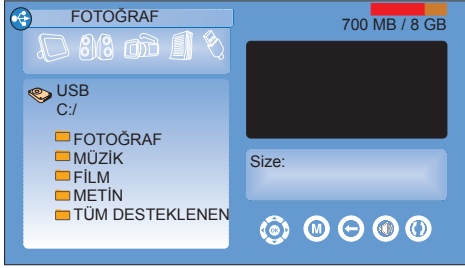 FOTOĞRAF
700 MB / 8 GB
USB
C:/
FOTOĞRAF
MÜZİK
FİLM
METİN
TÜM DESTEKLENEN
Size:
OK
M